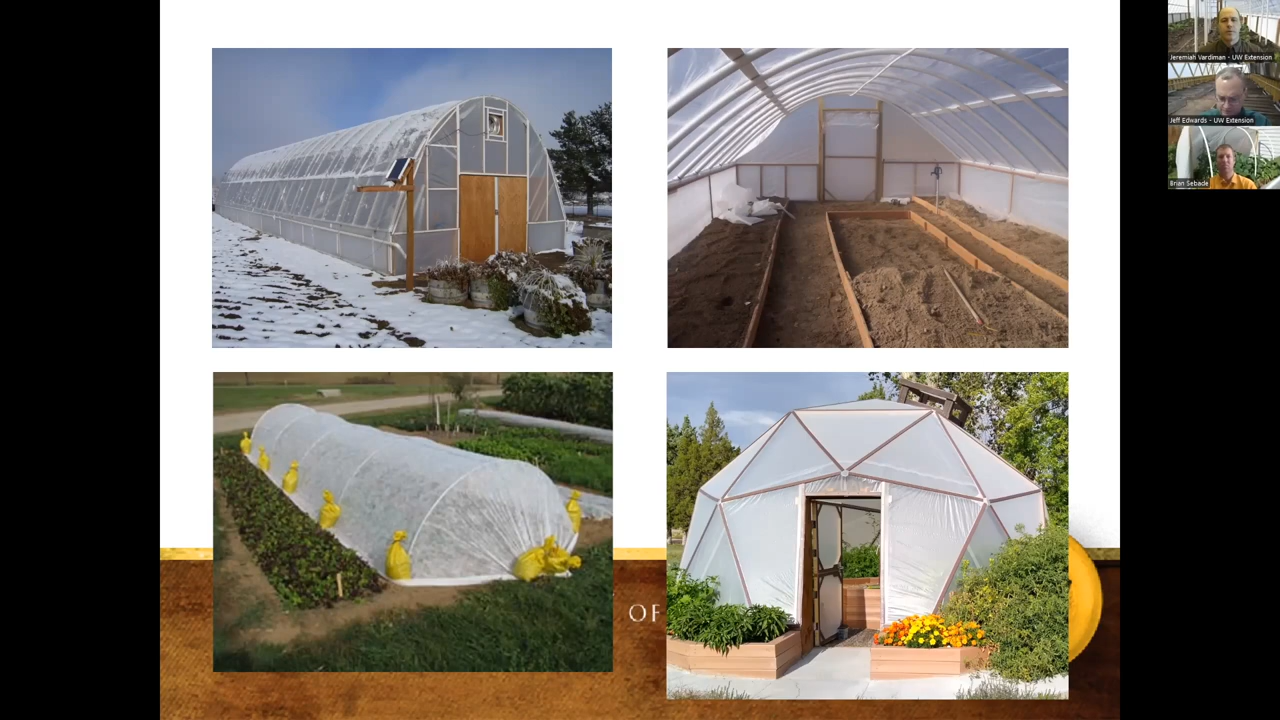 Jeremiah Vardiman - UW Extension
Jeff Edwards - UW Extension
Brian Sebade
OF